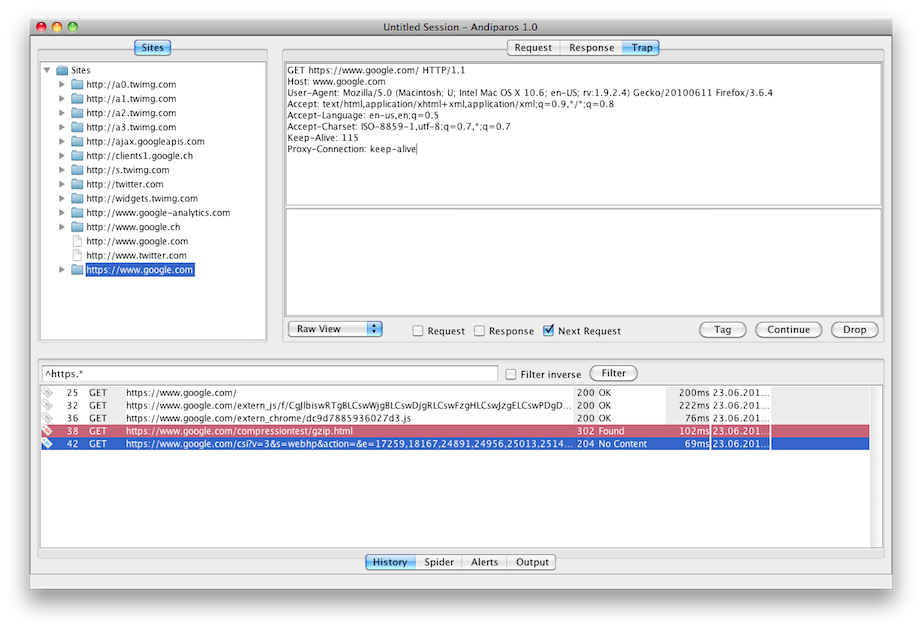 Untitled Session – Andiparos 1.0
Sites
Request Response Trap
Sites
http://a0.twimg.com
http://a1.twimg.com
http://a2.twimg.com
http://a3.twimg.com
http://ajax.googleapis.com
http://clients1.google.ch
http://s.twimg.com
http://twitter.com
http://widgets.twimg.com
http://www.google-analytics.com
http://www.google.ch
http://www.google.com
http://www.twitter.com
https://www.google.com
GET https://www.google.com/ HTTP/1.1
Host: www.google.com
User-Agent: Mozilla/5.0 (Macintosh; U; Intel Mac OS X 10.6; en-US; rv:1.9.2.4) Gecko/20100611 Firefox/3.6.4
Accept: text/html,application/xhtml+xml,application/xml;q=0.9,*/*;q=0.8
Accept-Language: en-us,en;q=0.5
Accept-Charset: ISO-8859-1,utf-8;q=0.7,*;q=0.7
Keep-Alive: 115
Proxy-Connection: keep-alive
Raw View Request Response Next Request Tag Continue Drop
^https.* Filter inverse Filter
25 GET https://www.google.com/ 200 OK 200ms 23.06.201...
32 GET https://www.google.com/extern_js/f/CgJlbiswRTgBLCswWjgBLCswDjgRLCswFzgHLCswJzgELCswPDgD... 200 OK 222ms 23.06.201...
36 GET https://www.google.com/extern_chrome/dc9d7885936027d3.js 200 OK 76ms 23.06.201...
38 GET https://www.google.com/compressiontest/gzip.html 302 Found 102ms 23.06.201...
42 GET https://www.google.com/csi?v=3&s=webhp&action=&e=17259,18167,24891,24956,25013,2514... 204 No Content 69ms 23.06.201...
History Spider Alerts Output